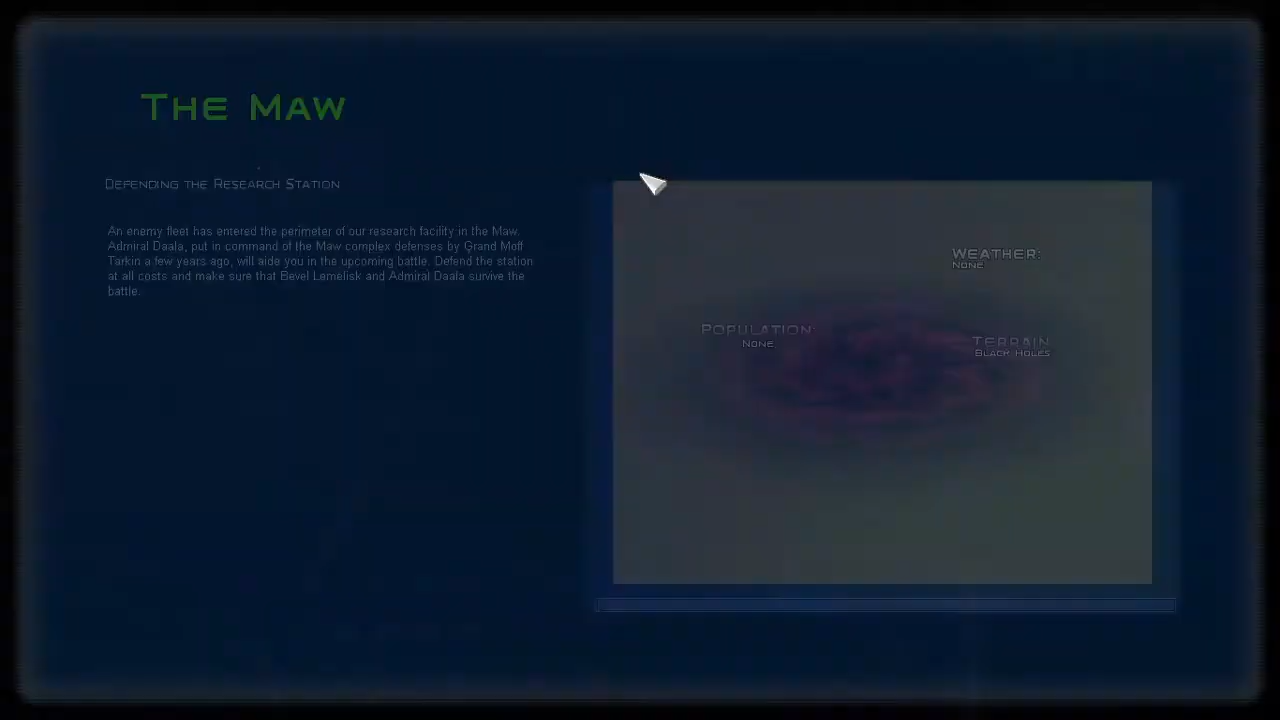 The Maw
Defending the Research Station
An enemy fleet has entered the perimeter of our research facility in the Maw.
Admiral Daala, put in command of the Maw complex defenses by Grand Moff
Tarkin a few years ago, will aide you in the upcoming battle. Defend the station
at all costs and make sure that Bevel Lemelisk and Admiral Daala survive the
battle.
Weather:
None
Population:
None
Terrain
Black Holes